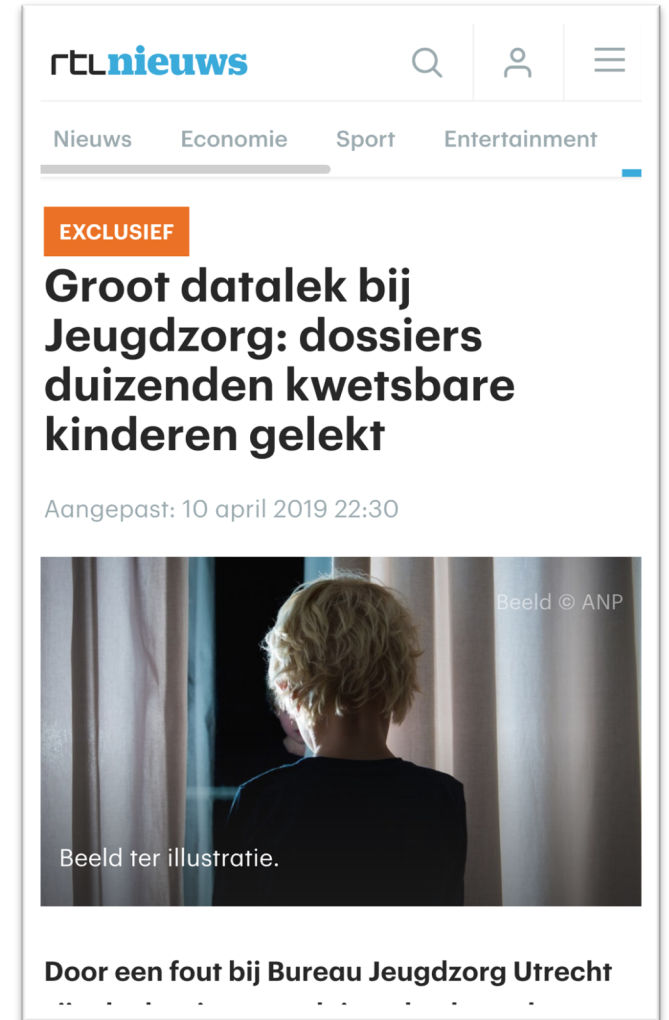 rtlnieuws
Nieuws Economie Sport Entertainment
EXCLUSIEF
Groot datalek bij
Jeugdzorg: dossiers
duizenden kwetsbare
kinderen gelekt
Aangepast: 10 april 2019 22:30
Beeld © ANP
Beeld ter illustratie.
Door een fout bij Bureau Jeugdzorg Utrecht